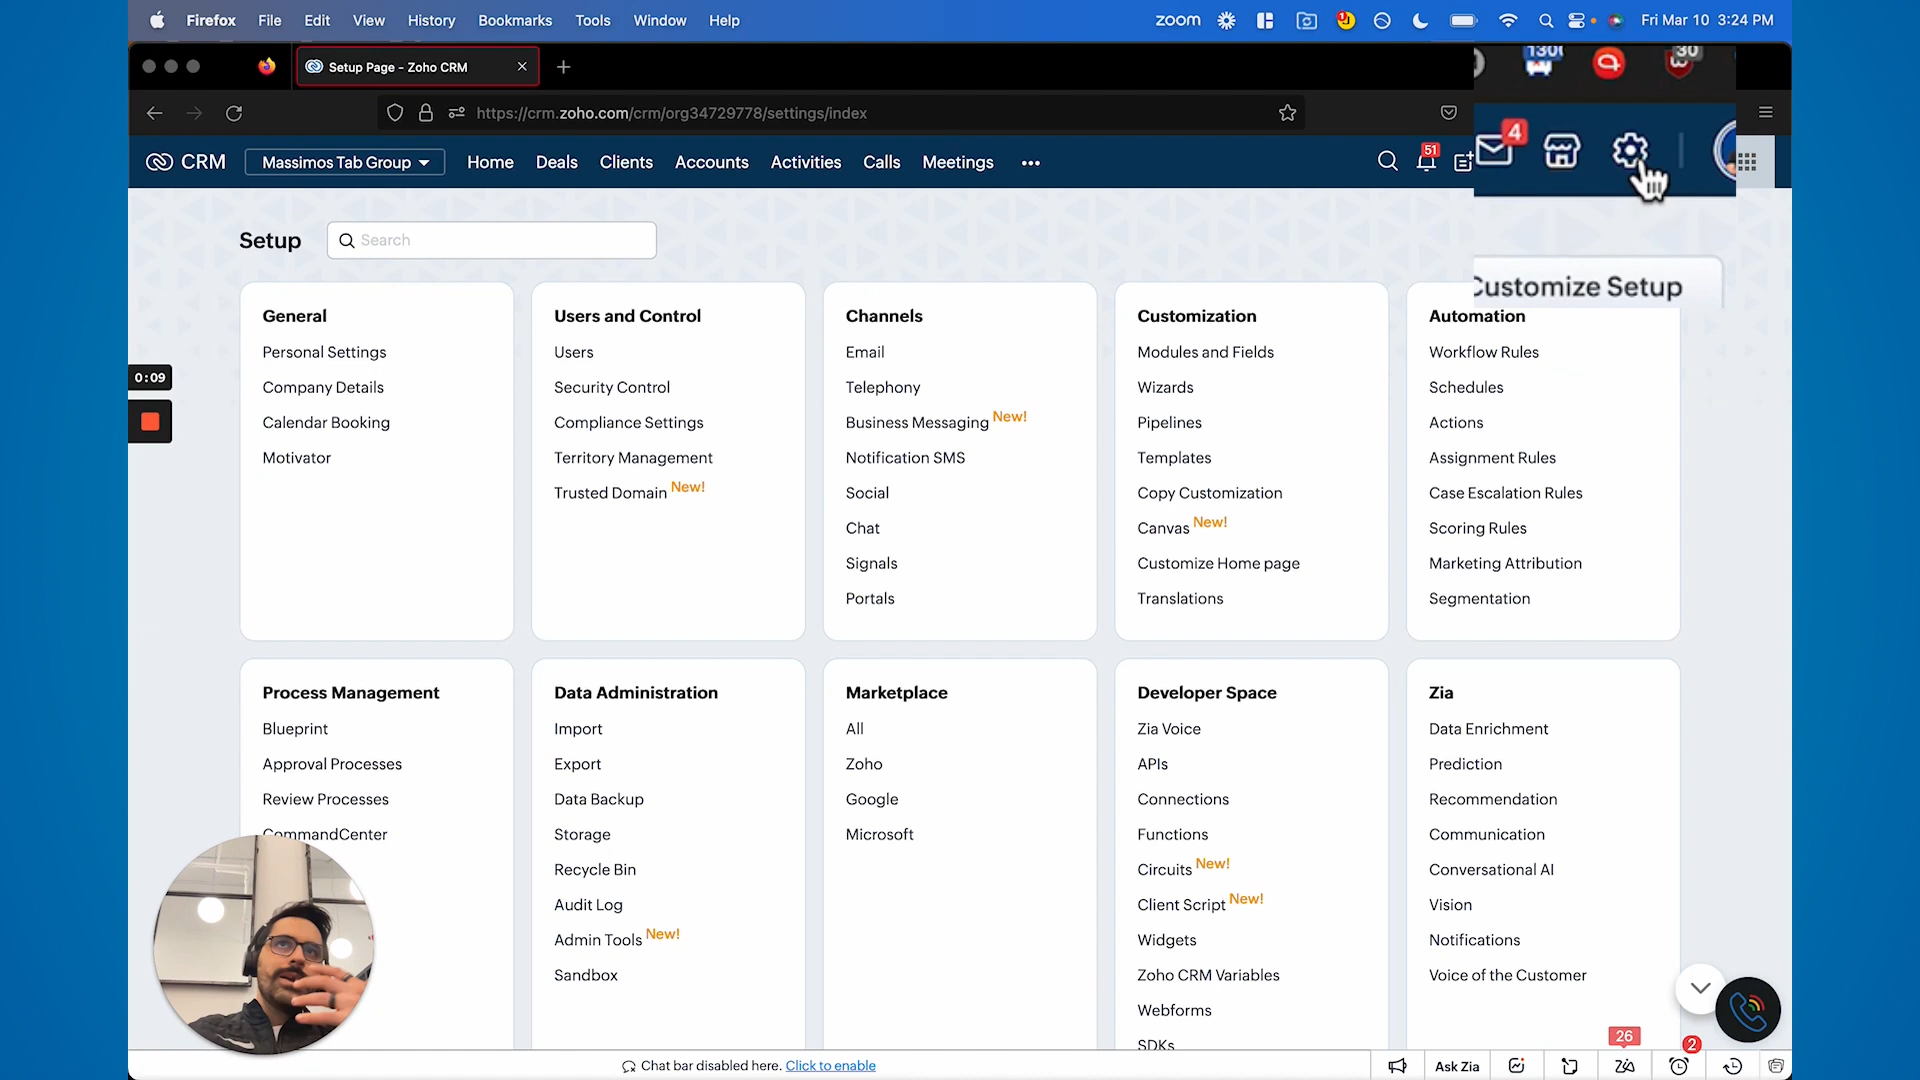 Firefox File Edit View History Bookmarks Tools Window Help
zoom
Fri Mar 10 3:24 PM
Setup Page - Zoho CRM
https://crm.zoho.com/crm/org34729778/settings/index
130
30
CRM
Massimos Tab Group
Home Deals Clients Accounts Activities Calls Meetings
51
4
Setup
Search
Customize Setup
General
Personal Settings
Company Details
Calendar Booking
Motivator
Users and Control
Users
Security Control
Compliance Settings
Territory Management
Trusted Domain New!
Channels
Email
Telephony
Business Messaging New!
Notification SMS
Social
Chat
Signals
Portals
Customization
Modules and Fields
Wizards
Pipelines
Templates
Copy Customization
Canvas New!
Customize Home page
Translations
Automation
Workflow Rules
Schedules
Actions
Assignment Rules
Case Escalation Rules
Scoring Rules
Marketing Attribution
Segmentation
0:09
Process Management
Blueprint
Approval Processes
Review Processes
CommandCenter
Data Administration
Import
Export
Data Backup
Storage
Recycle Bin
Audit Log
Admin Tools New!
Sandbox
Marketplace
All
Zoho
Google
Microsoft
Developer Space
Zia Voice
APIs
Connections
Functions
Circuits New!
Client Script New!
Widgets
Zoho CRM Variables
Webforms
SDKs
Zia
Data Enrichment
Prediction
Recommendation
Communication
Conversational AI
Vision
Notifications
Voice of the Customer
Chat bar disabled here. Click to enable
Ask Zia
26
2